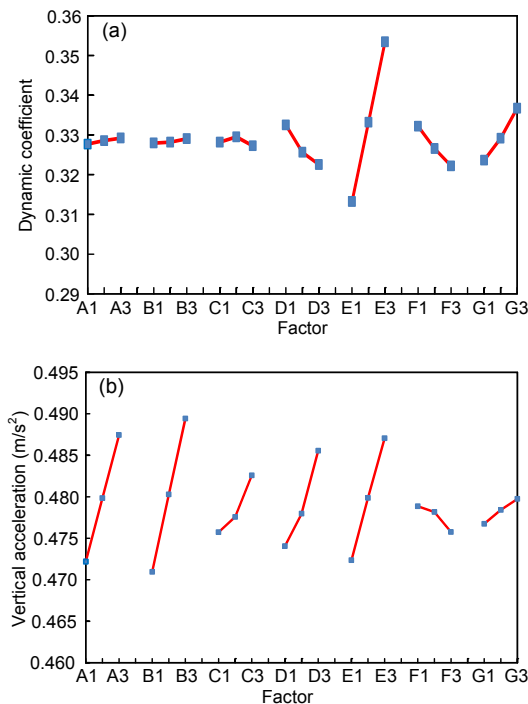 (a)
0.36
0.35
0.34
0.33
0.32
0.31
0.30
0.29
Dynamic coefficient
A1 A3 B1 B3 C1 C3 D1 D3 E1 E3 F1 F3 G1 G3
Factor
(b)
0.495
0.490
0.485
0.480
0.475
0.470
0.465
0.460
Vertical acceleration (m/s²)
A1 A3 B1 B3 C1 C3 D1 D3 E1 E3 F1 F3 G1 G3
Factor